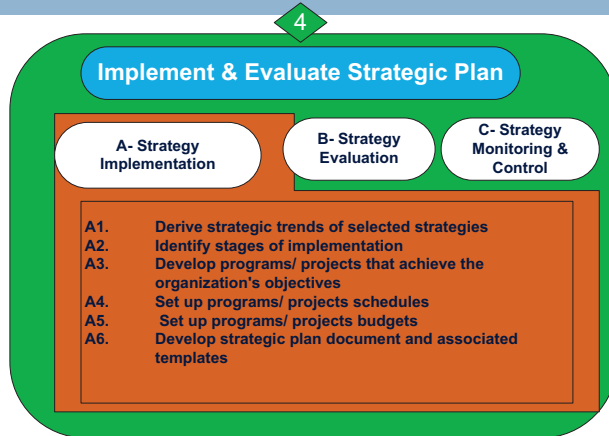 4
Implement & Evaluate Strategic Plan
A- Strategy
Implementation
B- Strategy
Evaluation
C- Strategy
Monitoring &
Control
A1. Derive strategic trends of selected strategies
A2. Identify stages of implementation
A3. Develop programs/ projects that achieve the
organization's objectives
A4. Set up programs/ projects schedules
A5. Set up programs/ projects budgets
A6. Develop strategic plan document and associated
templates